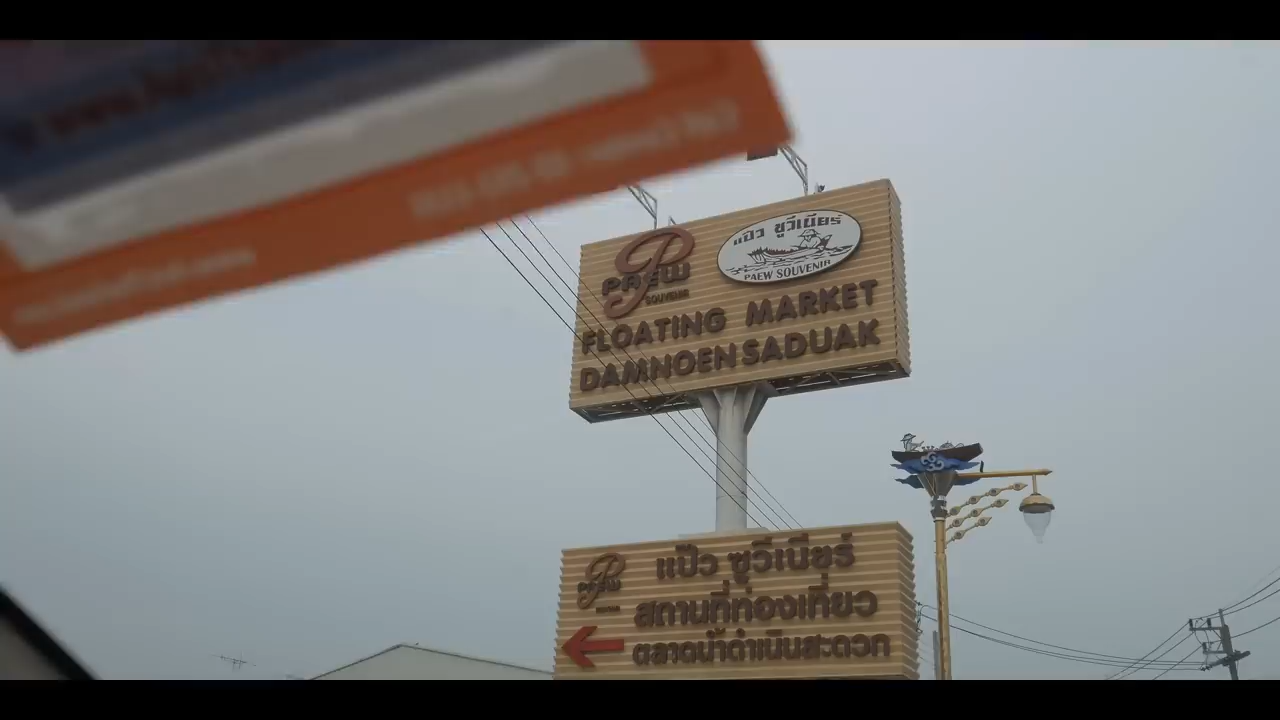 แป๊ว ซูวีเนียร์
PAEW SOUVENIR
PAEW
SOUVENIR
FLOATING MARKET
DAMNOEN SADUAK
PAEW
แป๊ว ซูวีเนียร์
สถานที่ท่องเที่ยว
ตลาดน้ำดำเนินสะดวก